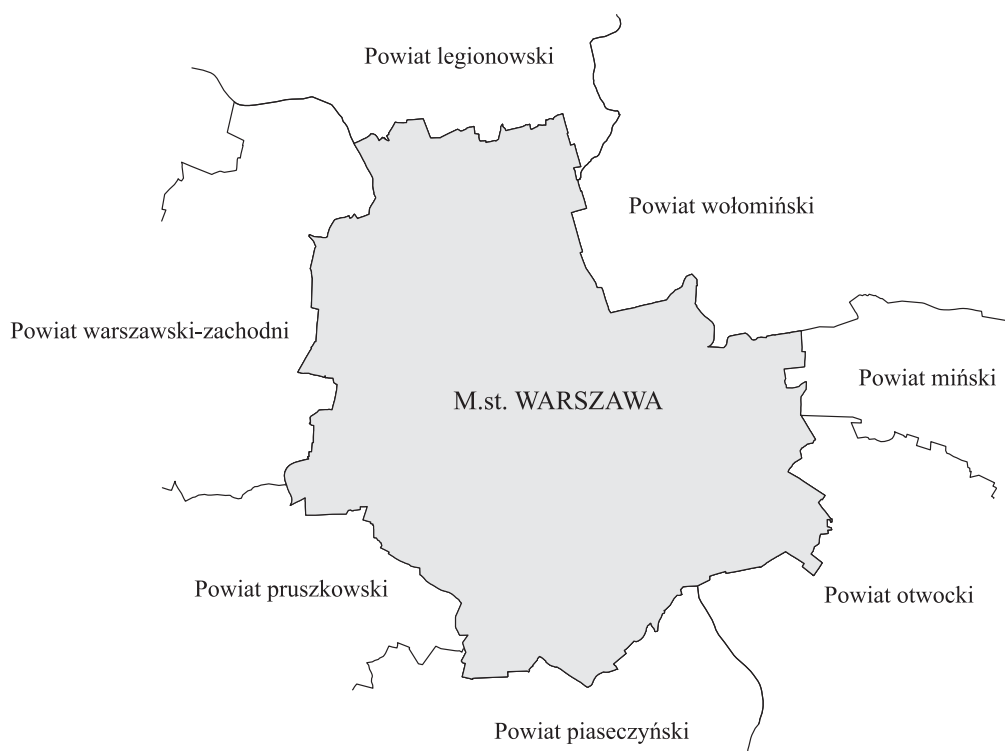 Powiat legionowski
Powiat wołomiński
Powiat warszawski-zachodni
Powiat miński
M.st. WARSZAWA
Powiat pruszkowski
Powiat otwocki
Powiat piaseczyński